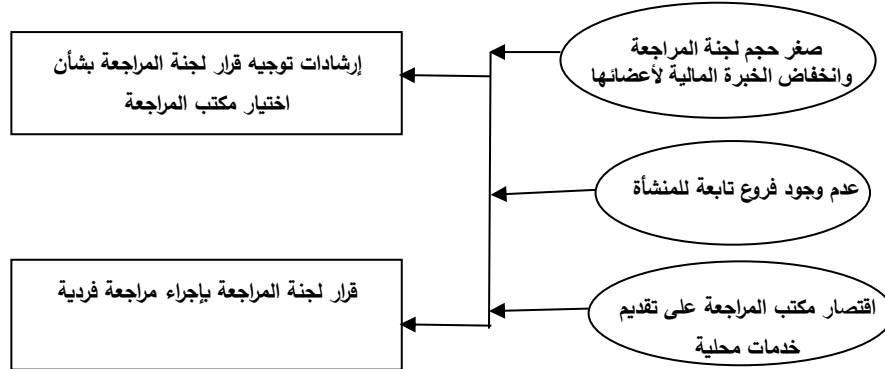 صغر حجم لجنة المراجعة
وانخفاض الخبرة المالية لأعضائها
إرشادات توجيه قرار لجنة المراجعة بشأن
اختيار مكتب المراجعة
عدم وجود فروع تابعة للمنشأة
اقتصار مكتب المراجعة على تقديم
خدمات محلية
قرار لجنة المراجعة بإجراء مراجعة فردية